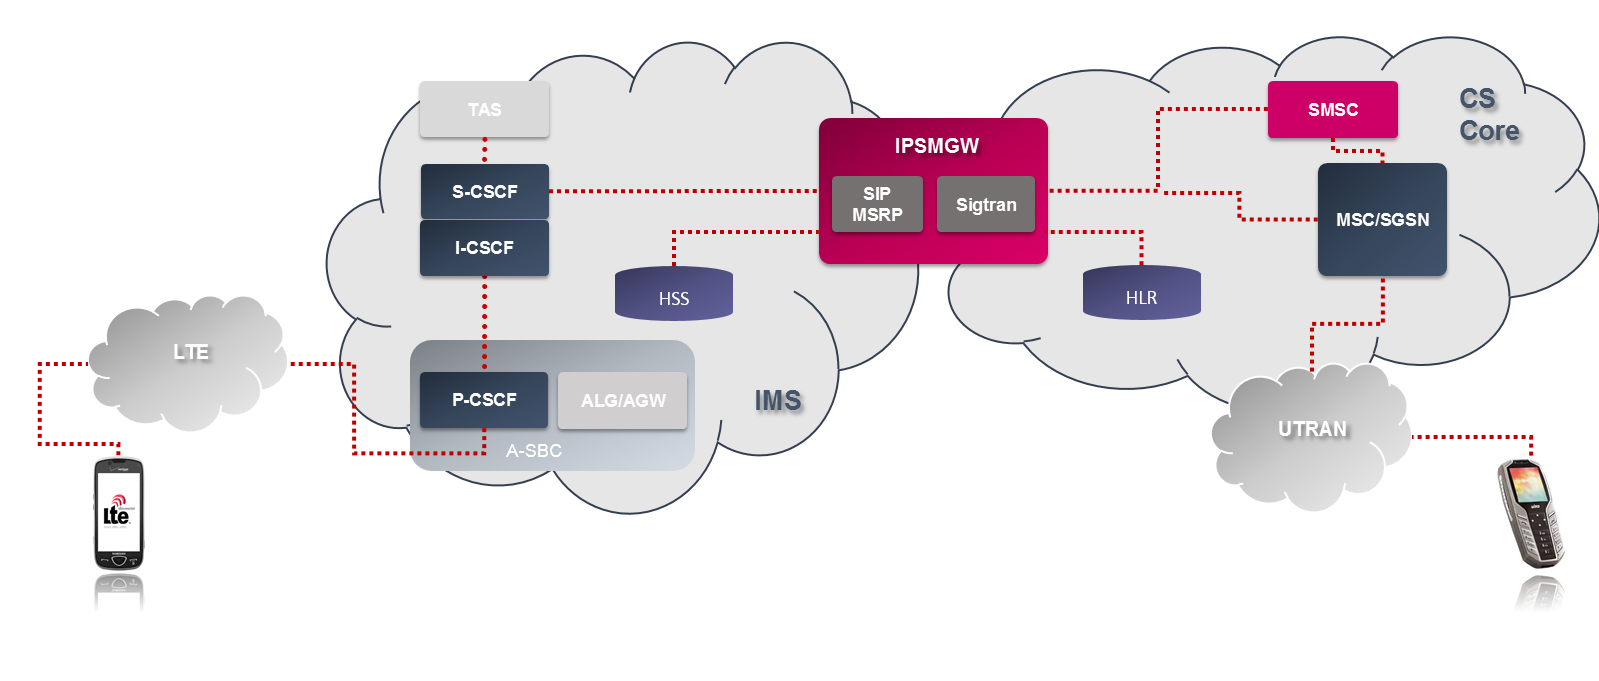 TAS
S-CSCF
I-CSCF
IPSMGW
SIP
MSRP
Sigtran
SMSC
CS
Core
MSC/SGSN
HSS
HLR
LTE
P-CSCF
ALG/AGW
A-SBC
IMS
UTRAN
Lte